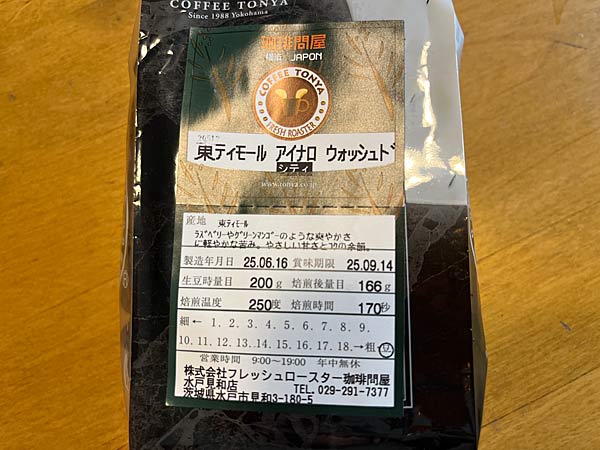 COFFEE TONYA
Since 1988 Yokohama
珈琲問屋
横浜 JAPON
COFFEE TONYA
FRESH ROASTER
東ティモール アイナロ ウォッシュド
シティ
www.tonya.co.jp
産地 東ティモール
ラズベリーやグリーンマンゴーのような爽やかさ
に軽やかな苦み。やさしい甘さとコクの余韻。
製造年月日 25.06.16 賞味期限 25.09.14
生豆時量目 200g 焙煎後量目 166g
焙煎温度 250度 焙煎時間 170秒
細← 1. 2. 3. 4. 5. 6. 7. 8. 9.
10. 11. 12. 13. 14. 15. 16. 17. 18. →粗 豆
営業時間 9:00~19:00 年中無休
株式会社フレッシュロースター珈琲問屋
水戸見和店 TEL.029-291-7377
茨城県水戸市見和3-180-5